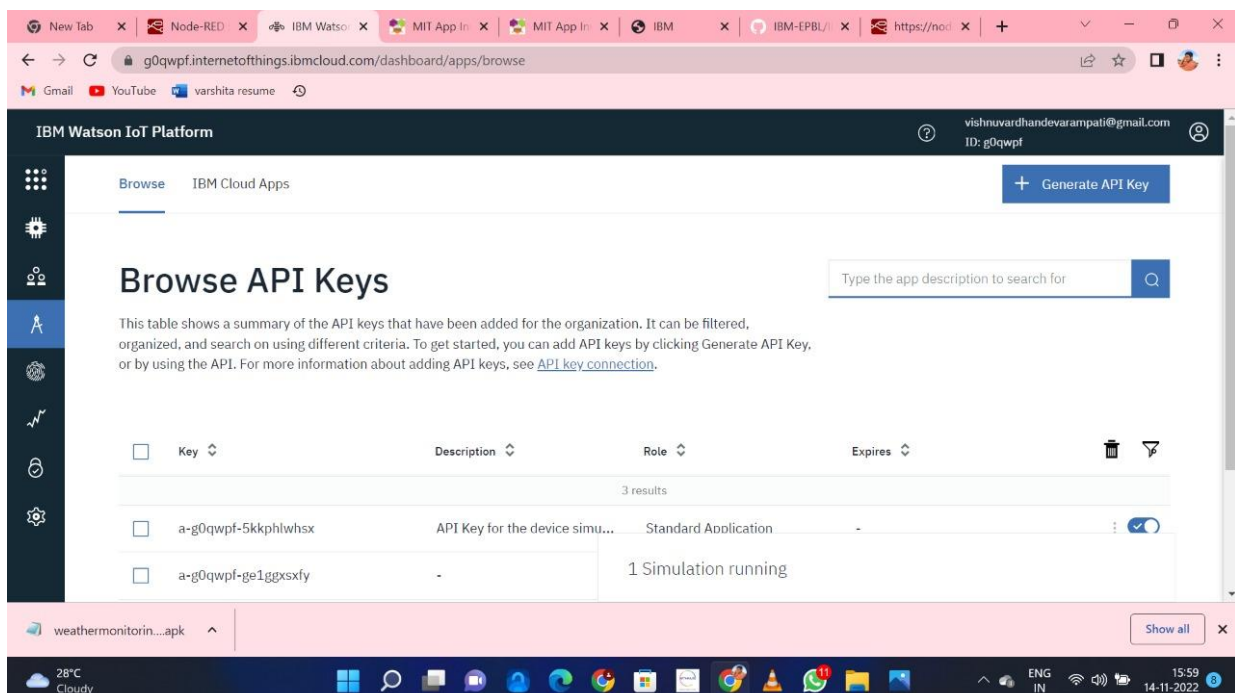 New Tab
Node-RED
IBM Watso
MIT App In
MIT App In
IBM
IBM-EPBL/I
https://nod
g0qwpf.internetofthings.ibmcloud.com/dashboard/apps/browse
Gmail
YouTube
varshita resume
IBM Watson IoT Platform
vishnuvardhandevarampati@gmail.com
ID: g0qwpf
Browse
IBM Cloud Apps
Generate API Key
Browse API Keys
Type the app description to search for
This table shows a summary of the API keys that have been added for the organization. It can be filtered,
organized, and search on using different criteria. To get started, you can add API keys by clicking Generate API Key,
or by using the API. For more information about adding API keys, see API key connection.
Key
Description
Role
Expires
3 results
a-g0qwpf-5kkphlwhsx
API Key for the device simu...
Standard Application
-
a-g0qwpf-ge1ggxsxfy
-
1 Simulation running
weathermonitorin....apk
Show all
28°C
Cloudy
11
ENG
IN
15:59
14-11-2022
8